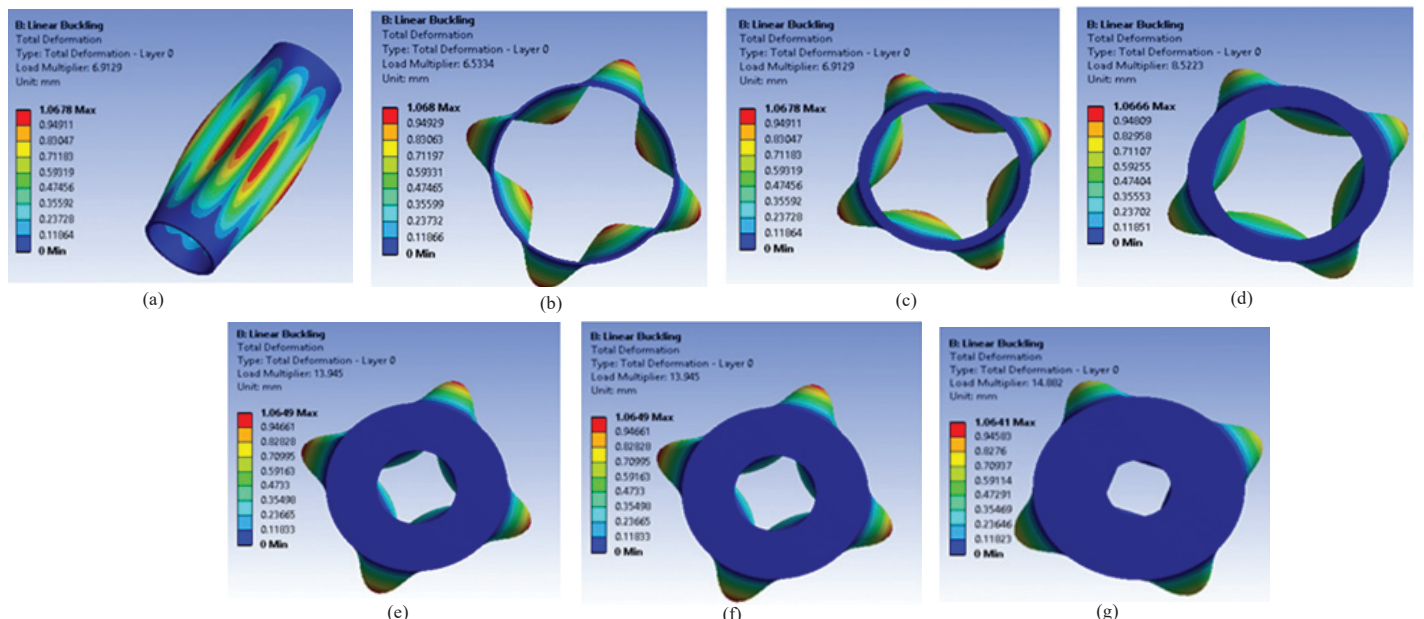 B: Linear Buckling
Total Deformation
Type: Total Deformation - Layer 0
Load Multiplier: 6.9129
Unit: mm
1.0678 Max
0.94911
0.83047
0.71183
0.59319
0.47456
0.35592
0.23728
0.11864
0 Min
(a)
B: Linear Buckling
Total Deformation
Type: Total Deformation - Layer 0
Load Multiplier: 6.5334
Unit: mm
1.068 Max
0.94929
0.83063
0.71197
0.59331
0.47465
0.35599
0.23732
0.11866
0 Min
(b)
B: Linear Buckling
Total Deformation
Type: Total Deformation - Layer 0
Load Multiplier: 6.9129
Unit: mm
1.0678 Max
0.94911
0.83047
0.71183
0.59319
0.47456
0.35592
0.23728
0.11864
0 Min
(c)
B: Linear Buckling
Total Deformation
Type: Total Deformation - Layer 0
Load Multiplier: 8.5223
Unit: mm
1.0666 Max
0.94809
0.82958
0.71107
0.59255
0.47404
0.35553
0.23702
0.11851
0 Min
(d)
B: Linear Buckling
Total Deformation
Type: Total Deformation - Layer 0
Load Multiplier: 13.945
Unit: mm
1.0649 Max
0.94661
0.82828
0.70995
0.59163
0.4733
0.35498
0.23665
0.11833
0 Min
(e)
B: Linear Buckling
Total Deformation
Type: Total Deformation - Layer 0
Load Multiplier: 13.945
Unit: mm
1.0649 Max
0.94661
0.82828
0.70995
0.59163
0.4733
0.35498
0.23665
0.11833
0 Min
(f)
B: Linear Buckling
Total Deformation
Type: Total Deformation - Layer 0
Load Multiplier: 14.882
Unit: mm
1.0641 Max
0.94583
0.8276
0.70937
0.59114
0.47291
0.35469
0.23646
0.11823
0 Min
(g)